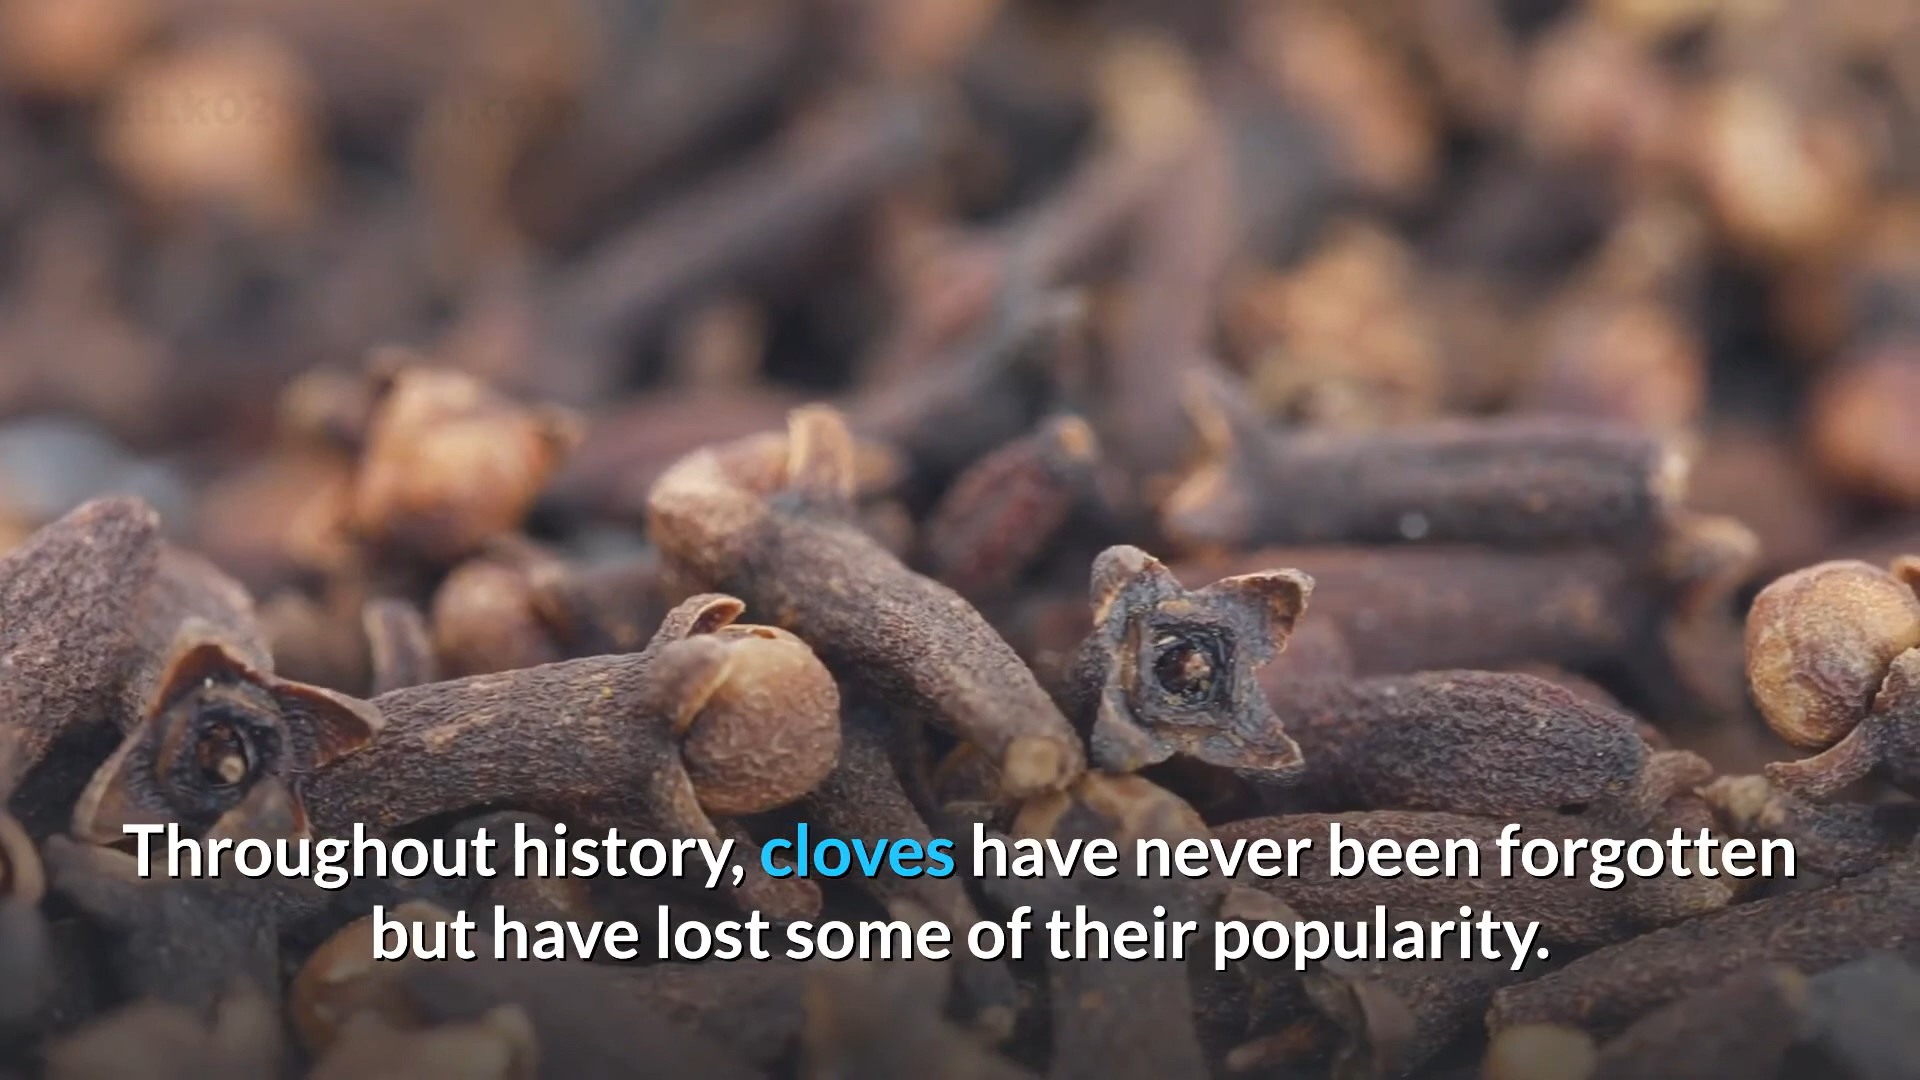 Throughout history, cloves have never been forgotten
but have lost some of their popularity.